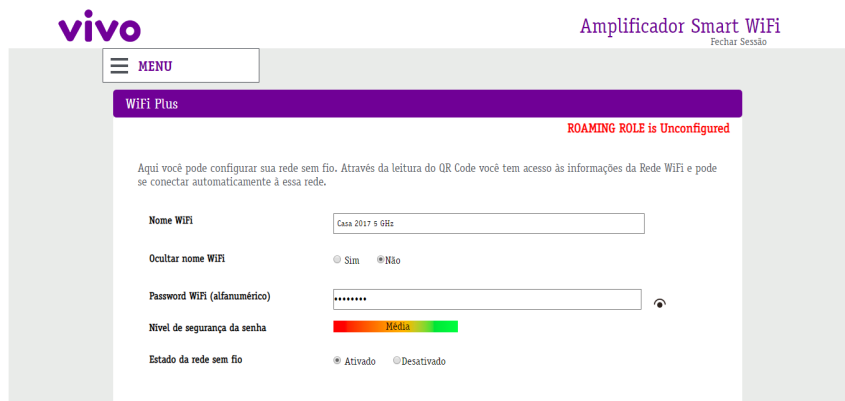 vivo
Amplificador Smart WiFi
Fechar Sessão
MENU
WiFi Plus
ROAMING ROLE is Unconfigured
Aqui você pode configurar sua rede sem fio. Através da leitura do QR Code você tem acesso às informações da Rede WiFi e pode
se conectar automaticamente à essa rede.
Nome WiFi
Casa 2017 5 GHz
Ocultar nome WiFi
Sim Não
Password WiFi (alfanumérico)
••••••••
Nível de segurança da senha
Média
Estado da rede sem fio
Ativado Desativado